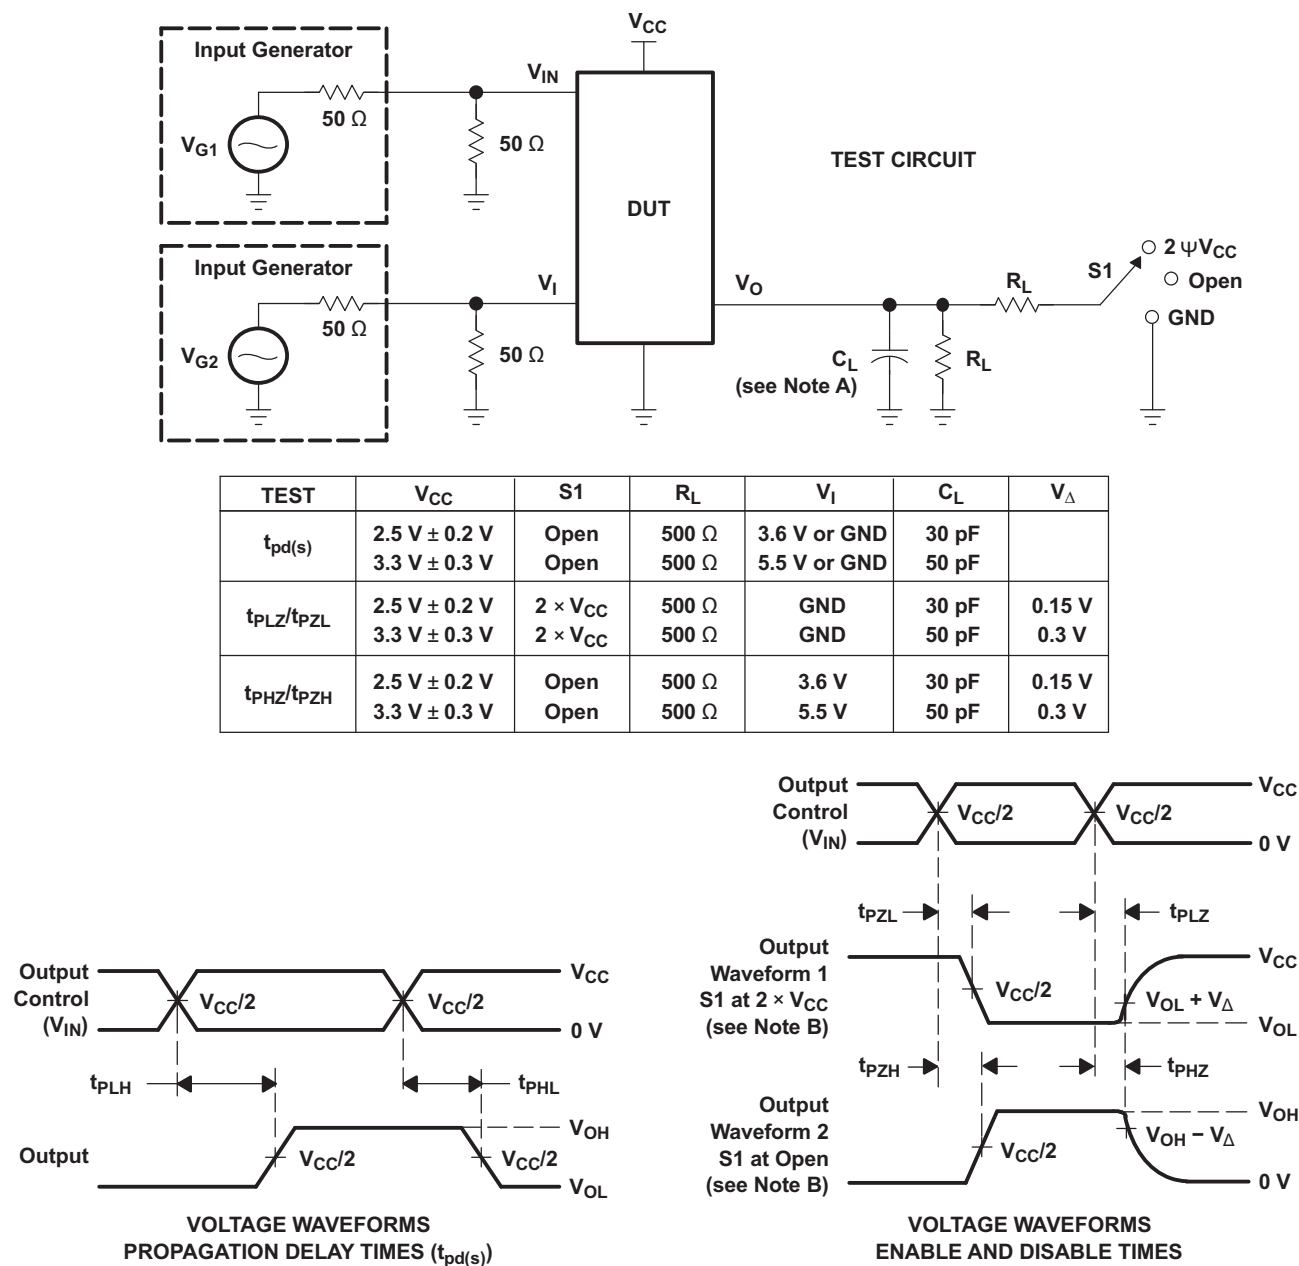 V_CC
Input Generator
V_IN
50 Ω
50 Ω
V_G1
TEST CIRCUIT
DUT
Input Generator
V_I
V_O
50 Ω
50 Ω
V_G2
R_L
S1
2 ψV_CC
Open
GND
C_L
(see Note A)
R_L
TEST V_CC S1 R_L V_I C_L V_Δ
t_pd(s)
2.5 V ± 0.2 V Open 500 Ω 3.6 V or GND 30 pF
3.3 V ± 0.3 V Open 500 Ω 5.5 V or GND 50 pF
t_PLZ/t_PZL
2.5 V ± 0.2 V 2 × V_CC 500 Ω GND 30 pF 0.15 V
3.3 V ± 0.3 V 2 × V_CC 500 Ω GND 50 pF 0.3 V
t_PHZ/t_PZH
2.5 V ± 0.2 V Open 500 Ω 3.6 V 30 pF 0.15 V
3.3 V ± 0.3 V Open 500 Ω 5.5 V 50 pF 0.3 V
Output
Control
(V_IN)
V_CC/2
V_CC/2
V_CC
0 V
t_PLH
t_PHL
Output
V_CC/2
V_CC/2
V_OH
V_OL
VOLTAGE WAVEFORMS
PROPAGATION DELAY TIMES (t_pd(s))
Output
Control
(V_IN)
V_CC/2
V_CC/2
V_CC
0 V
t_PZL
t_PLZ
Output
Waveform 1
S1 at 2 × V_CC
(see Note B)
V_CC/2
V_CC
V_OL + V_Δ
V_OL
t_PZH
t_PHZ
Output
Waveform 2
S1 at Open
(see Note B)
V_CC/2
V_OH
V_OH − V_Δ
0 V
VOLTAGE WAVEFORMS
ENABLE AND DISABLE TIMES